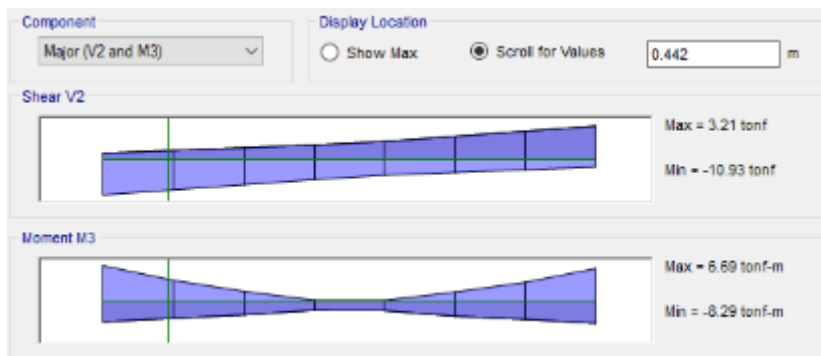 Component
Display Location
Major (V2 and M3)
Show Max
Scroll for Values
0.442
m
Shear V2
Max = 3.21 tonf
Min = -10.93 tonf
Moment M3
Max = 6.69 tonf-m
Min = -8.29 tonf-m